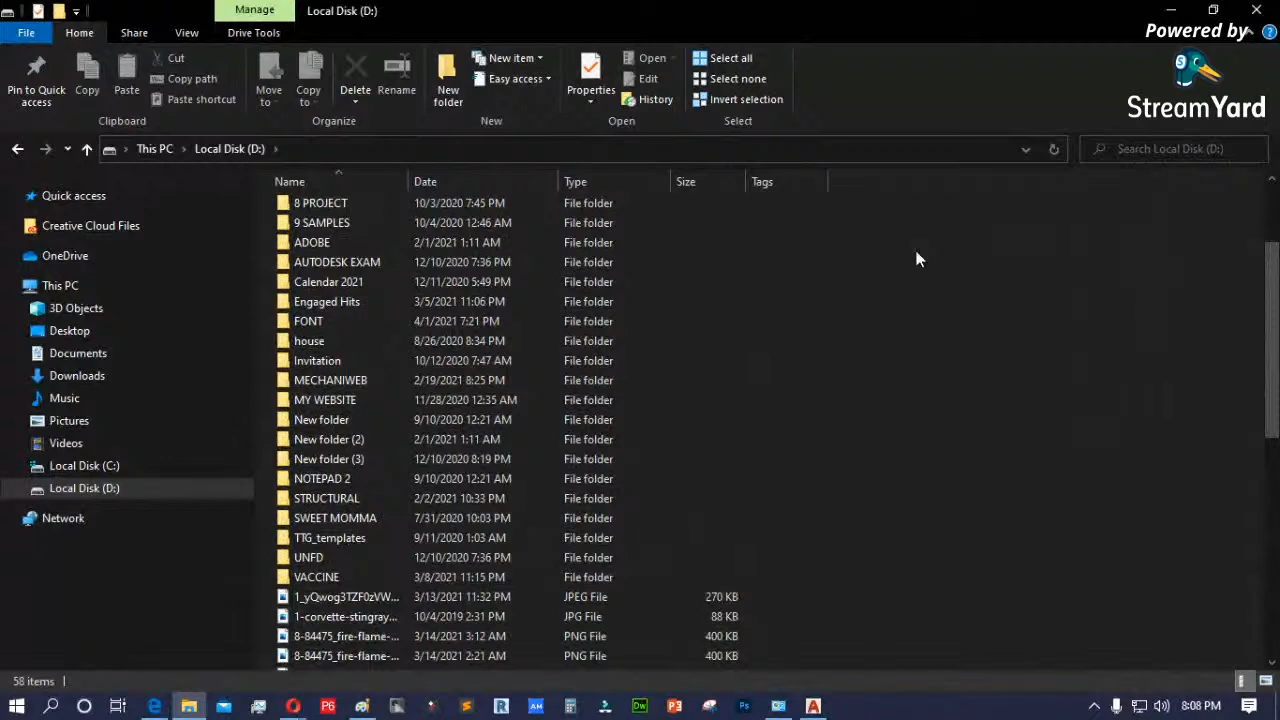 Manage Local Disk (D:)
File Home Share View Drive Tools
Powered by
Pin to Quick access
Copy
Paste
Cut
Copy path
Paste shortcut
Clipboard
Move to
Copy to
Delete
Rename
Organize
New folder
New item
Easy access
New
Properties
Open
Edit
History
Open
Select all
Select none
Invert selection
Select
StreamYard
This PC Local Disk (D:)
Search Local Disk (D:)
Quick access
Creative Cloud Files
OneDrive
This PC
3D Objects
Desktop
Documents
Downloads
Music
Pictures
Videos
Local Disk (C:)
Local Disk (D:)
Network
Name Date Type Size Tags
8 PROJECT 10/3/2020 7:45 PM File folder
9 SAMPLES 10/4/2020 12:46 AM File folder
ADOBE 2/1/2021 1:11 AM File folder
AUTODESK EXAM 12/10/2020 7:36 PM File folder
Calendar 2021 12/11/2020 5:49 PM File folder
Engaged Hits 3/5/2021 11:06 PM File folder
FONT 4/1/2021 7:21 PM File folder
house 8/26/2020 8:34 PM File folder
Invitation 10/12/2020 7:47 AM File folder
MECHANIWEB 2/19/2021 8:25 PM File folder
MY WEBSITE 11/28/2020 12:35 AM File folder
New folder 9/10/2020 12:21 AM File folder
New folder (2) 2/1/2021 1:11 AM File folder
New folder (3) 12/10/2020 8:19 PM File folder
NOTEPAD 2 9/10/2020 12:21 AM File folder
STRUCTURAL 2/2/2021 10:33 PM File folder
SWEET MOMMA 7/31/2020 10:03 PM File folder
TTG_templates 9/11/2020 1:03 AM File folder
UNFD 12/10/2020 7:36 PM File folder
VACCINE 3/8/2021 11:15 PM File folder
1_yQwog3TZF0zVW... 3/13/2021 11:32 PM JPEG File 270 KB
1-corvette-stingray... 10/4/2019 2:31 PM JPG File 88 KB
8-84475_fire-flame-... 3/14/2021 3:12 AM PNG File 400 KB
8-84475_fire-flame-... 3/14/2021 2:21 AM PNG File 400 KB
58 items
P6 R AM Dw P3 Ps A 8:08 PM